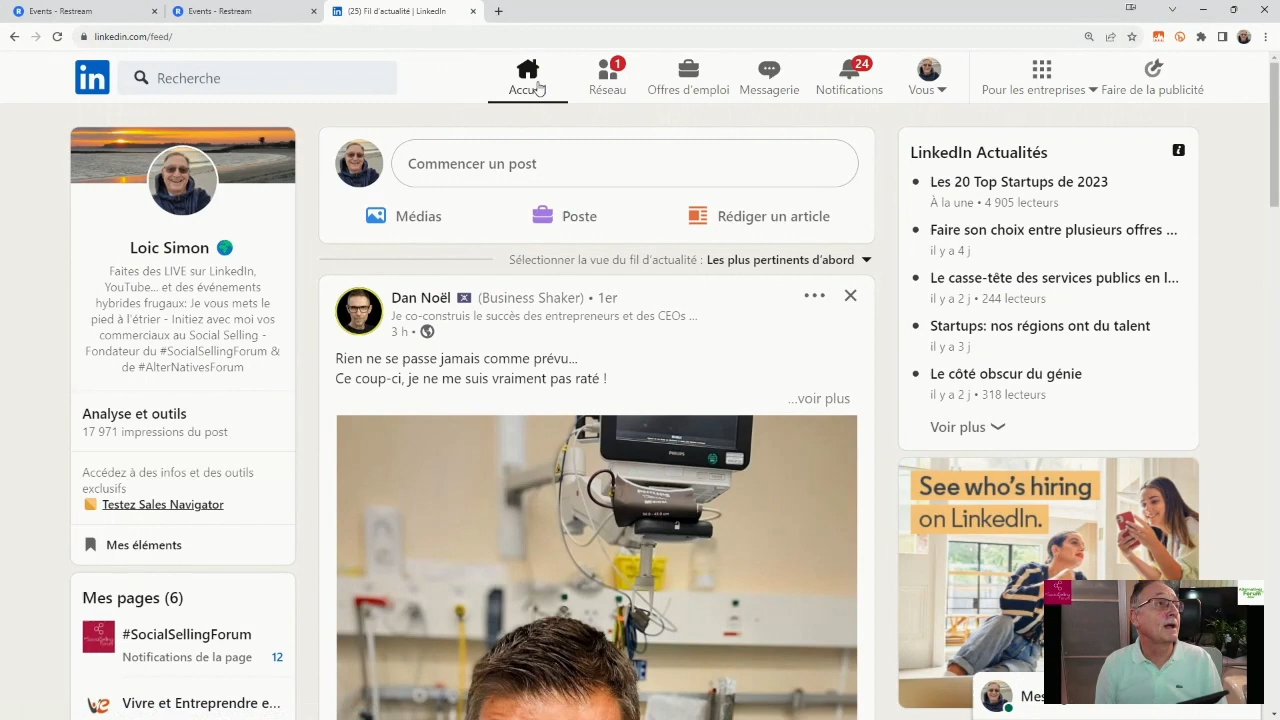 Events - Restream
Events - Restream
(25) Fil d'actualité | LinkedIn
linkedin.com/feed/
in
Recherche
Accueil
1
Réseau
Offres d'emploi
Messagerie
24
Notifications
Vous
Pour les entreprises
Faire de la publicité
Loic Simon
Faites des LIVE sur LinkedIn,
YouTube... et des événements
hybrides frugaux: Je vous mets le
pied à l'étrier - Initiez avec moi vos
commerciaux au Social Selling -
Fondateur du #SocialSellingForum &
de #AlterNativesForum
Analyse et outils
17 971 impressions du post
Accédez à des infos et des outils
exclusifs
Testez Sales Navigator
Mes éléments
Mes pages (6)
#SocialSellingForum
Notifications de la page 12
Vivre et Entreprendre e...
Commencer un post
Médias
Poste
Rédiger un article
Sélectionner la vue du fil d'actualité : Les plus pertinents d'abord
Dan Noël (Business Shaker) • 1er
Je co-construis le succès des entrepreneurs et des CEOs ...
3 h •
Rien ne se passe jamais comme prévu...
Ce coup-ci, je ne me suis vraiment pas raté !
...voir plus
PHILIPS
LinkedIn Actualités
Les 20 Top Startups de 2023
À la une • 4 905 lecteurs
Faire son choix entre plusieurs offres ...
il y a 4 j
Le casse-tête des services publics en l...
il y a 2 j • 244 lecteurs
Startups: nos régions ont du talent
il y a 3 j
Le côté obscur du génie
il y a 2 j • 318 lecteurs
Voir plus
See who's hiring
on LinkedIn.
Mes